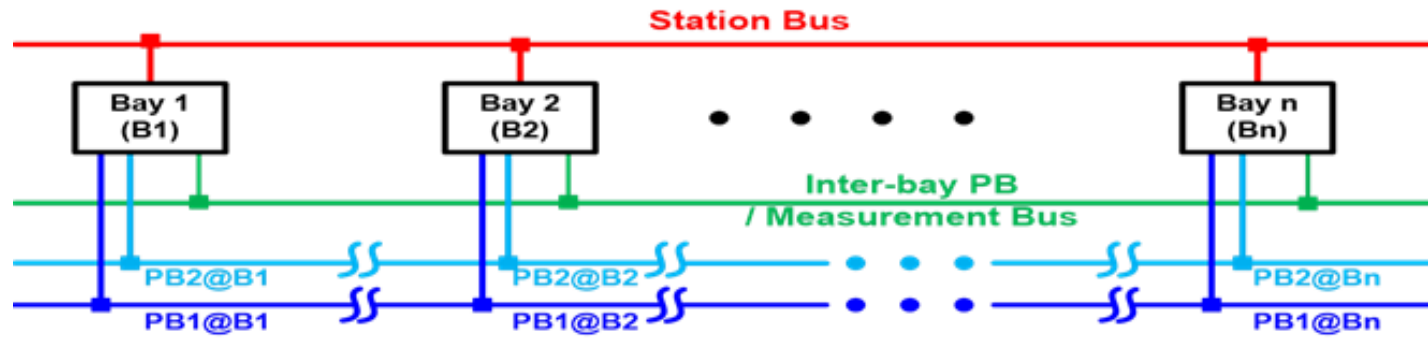 Station Bus
Bay 1
(B1)
Bay 2
(B2)
Bay n
(Bn)
Inter-bay PB
/ Measurement Bus
PB2@B1
PB2@B2
PB2@Bn
PB1@B1
PB1@B2
PB1@Bn